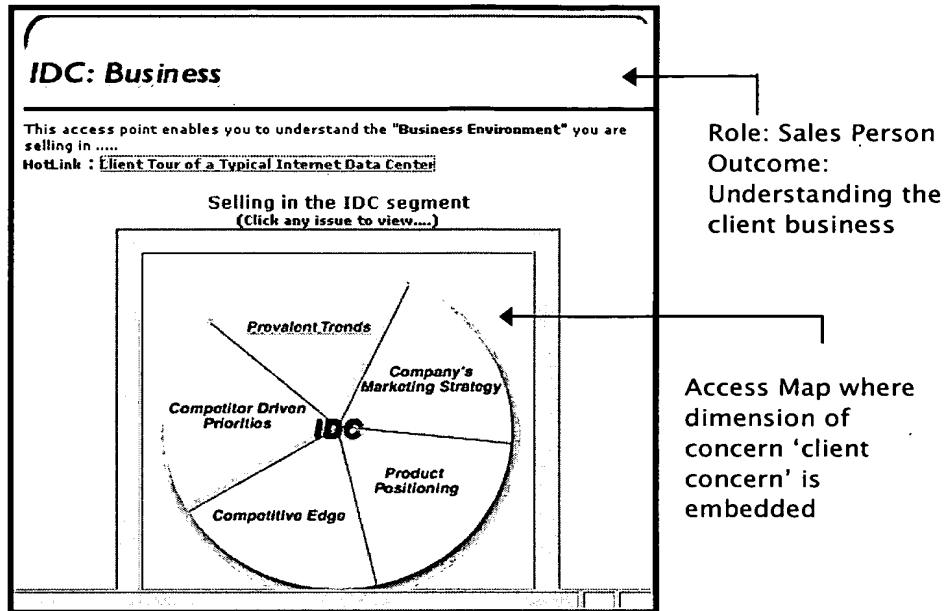 IDC: Business
This access point enables you to understand the "Business Environment" you are
selling in .....
HotLink : Client Tour of a Typical Internet Data Center
Selling in the IDC segment
(Click any issue to view....)
Prevalent Trends
Company's
Marketing Strategy
Competitor Driven
Priorities
IDC
Product
Positioning
Competitive Edge
Role: Sales Person
Outcome:
Understanding the
client business
Access Map where
dimension of
concern ‘client
concern’ is
embedded